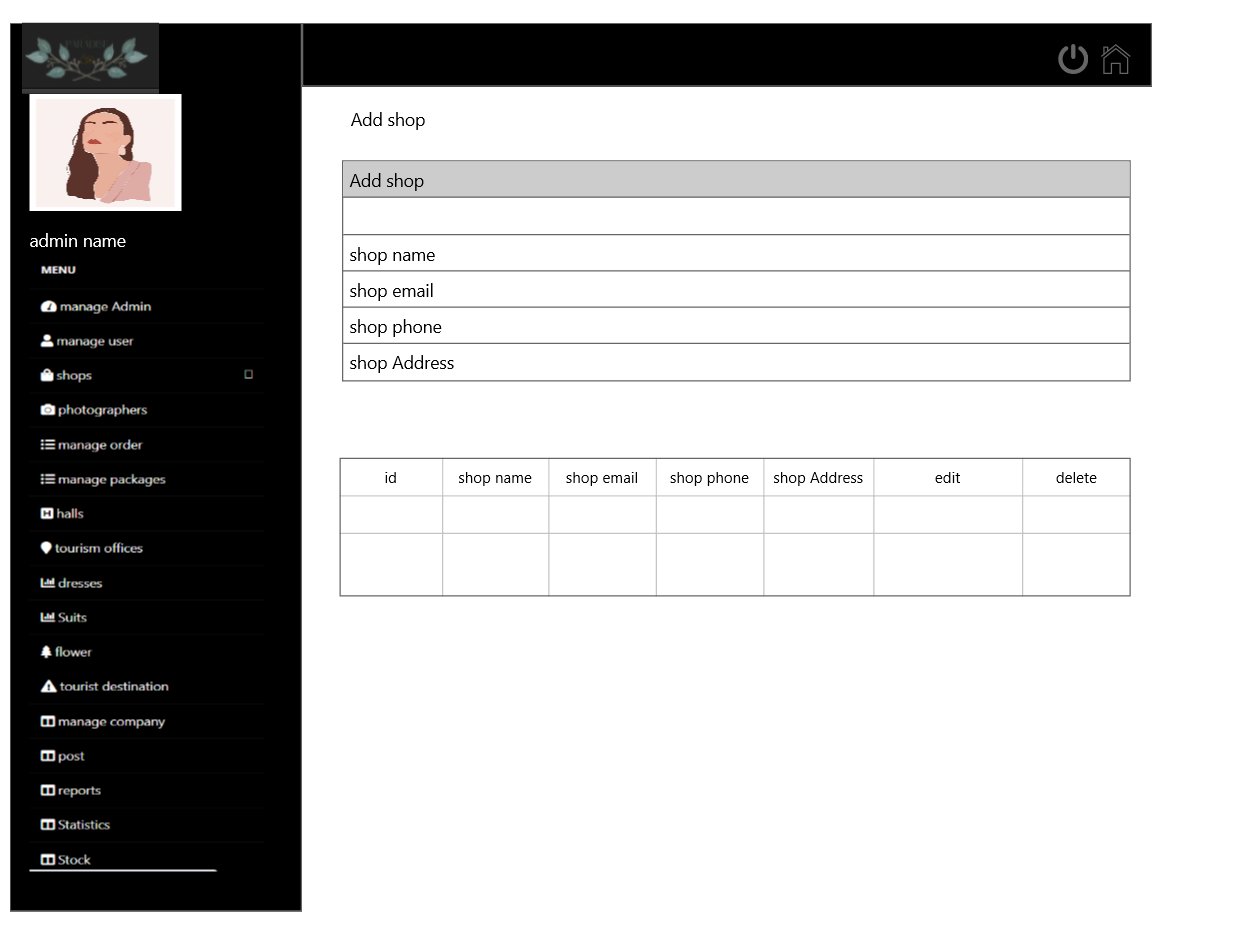 admin name
MENU
manage Admin
manage user
shops
photographers
manage order
manage packages
halls
tourism offices
dresses
Suits
flower
tourist destination
manage company
post
reports
Statistics
Stock
Add shop
Add shop
shop name
shop email
shop phone
shop Address
id shop name shop email shop phone shop Address edit delete